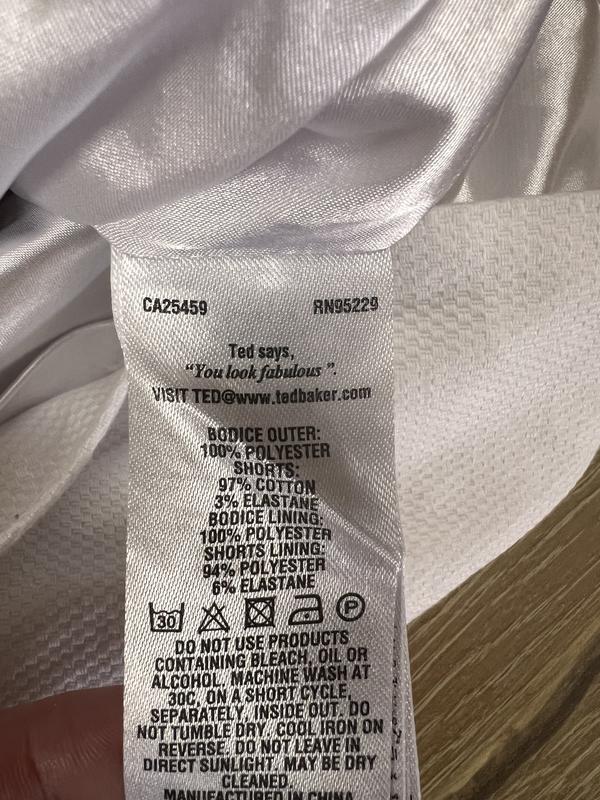 CA25459 RN95229
Ted says,
“You look fabulous”.
VISIT TED@www.tedbaker.com
BODICE OUTER:
100% POLYESTER
SHORTS:
97% COTTON
3% ELASTANE
BODICE LINING:
100% POLYESTER
SHORTS LINING:
94% POLYESTER
6% ELASTANE
30 P
DO NOT USE PRODUCTS
CONTAINING BLEACH, OIL OR
ALCOHOL. MACHINE WASH AT
30C, ON A SHORT CYCLE,
SEPARATELY, INSIDE OUT. DO
NOT TUMBLE DRY. COOL IRON ON
REVERSE. DO NOT LEAVE IN
DIRECT SUNLIGHT. MAY BE DRY
CLEANED.
MANUFACTURED IN CHINA